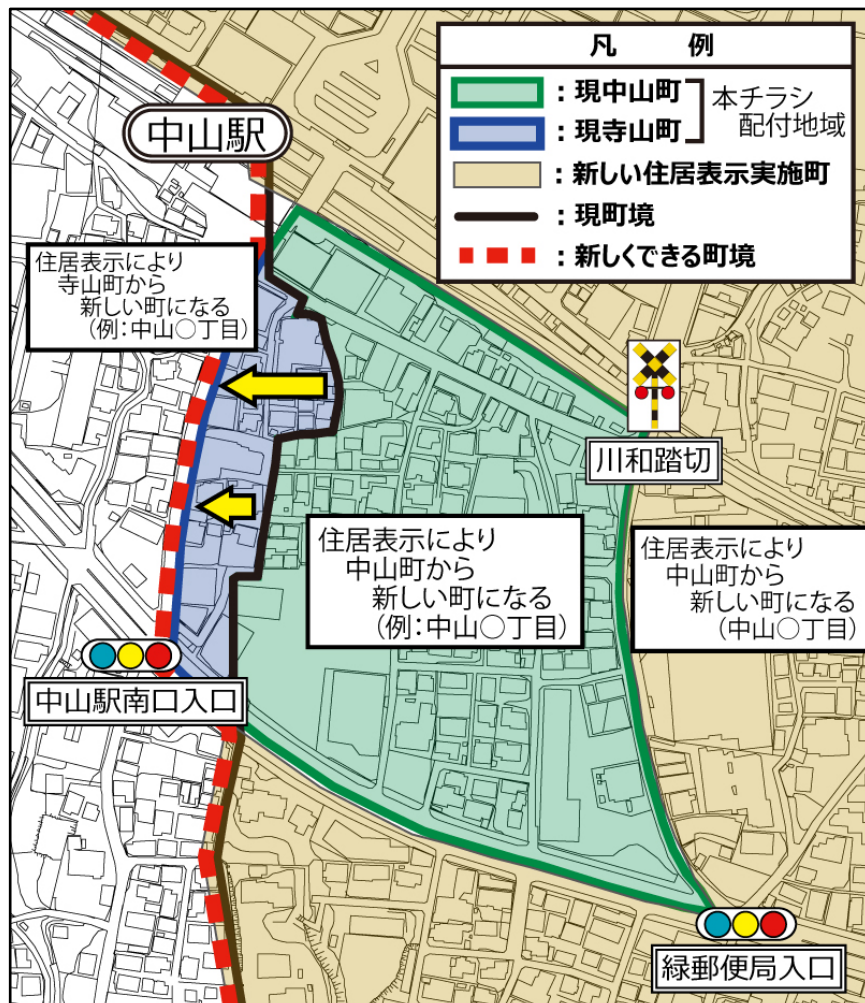 凡 例
：現中山町
：現寺山町
本チラシ
配付地域
：新しい住居表示実施町
：現町境
：新しくできる町境
中山駅
住居表示により
寺山町から
新しい町になる
（例：中山○丁目）
川和踏切
住居表示により
中山町から
新しい町になる
（例：中山○丁目）
住居表示により
中山町から
新しい町になる
（中山○丁目）
中山駅南口入口
緑郵便局入口